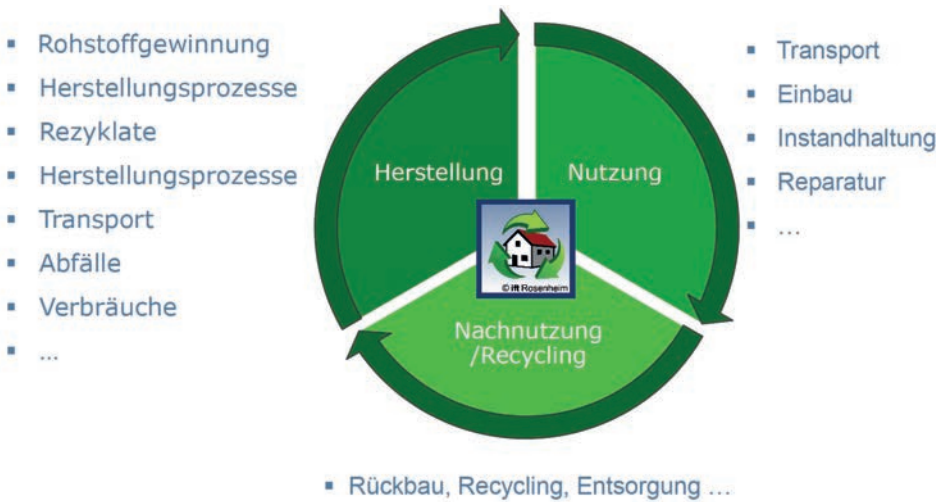 ▪ Rohstoffgewinnung
▪ Herstellungsprozesse
▪ Rezyklate
▪ Herstellungsprozesse
▪ Transport
▪ Abfälle
▪ Verbräuche
▪ ...
Herstellung
Nutzung
© ift Rosenheim
Nachnutzung
/Recycling
▪ Transport
▪ Einbau
▪ Instandhaltung
▪ Reparatur
▪ ...
▪ Rückbau, Recycling, Entsorgung ...